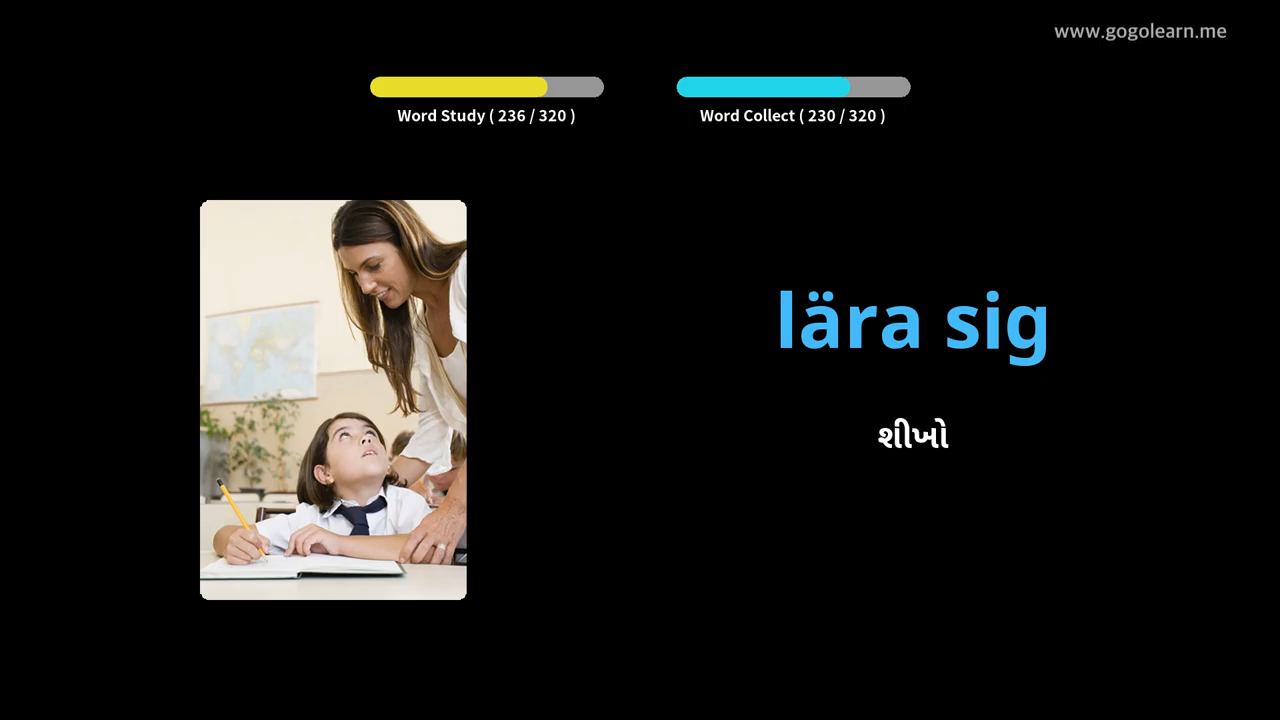 www.gogolearn.me
Word Study ( 236 / 320 )
Word Collect ( 230 / 320 )
lära sig
શીખો